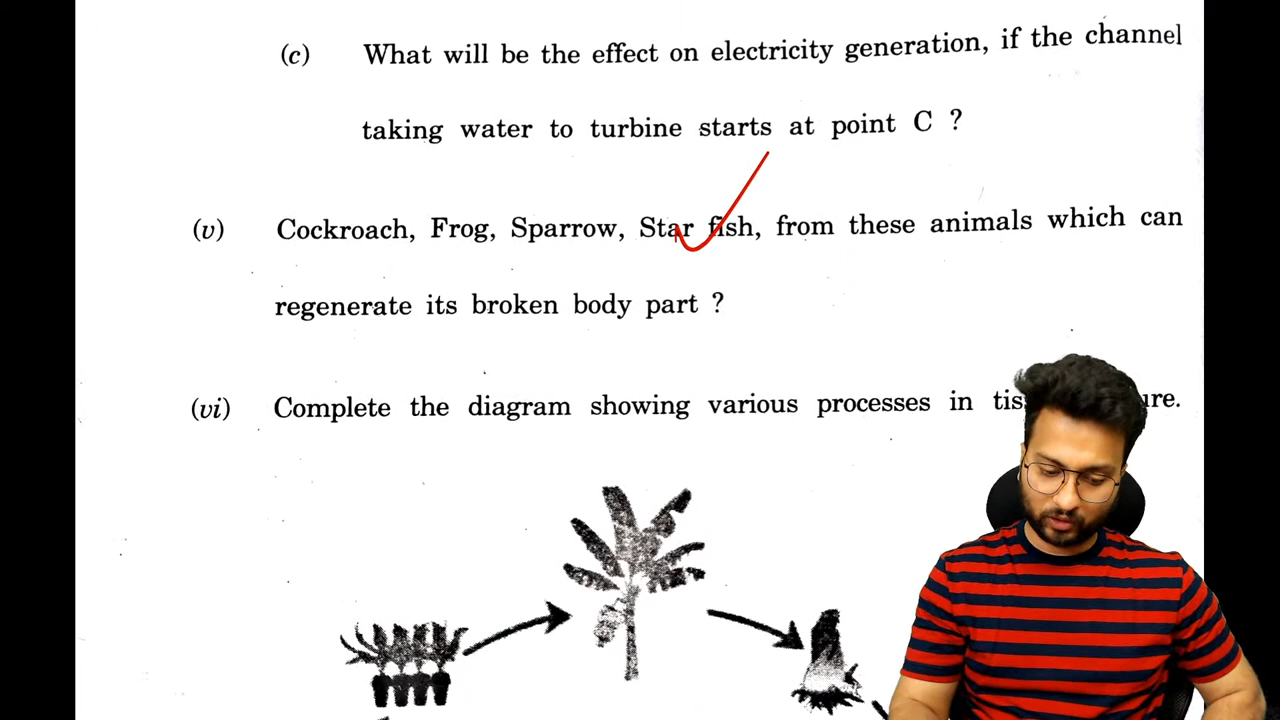 (c) What will be the effect on electricity generation, if the channel
taking water to turbine starts at point C ?
(v) Cockroach, Frog, Sparrow, Star fish, from these animals which can
regenerate its broken body part ?
(vi) Complete the diagram showing various processes in